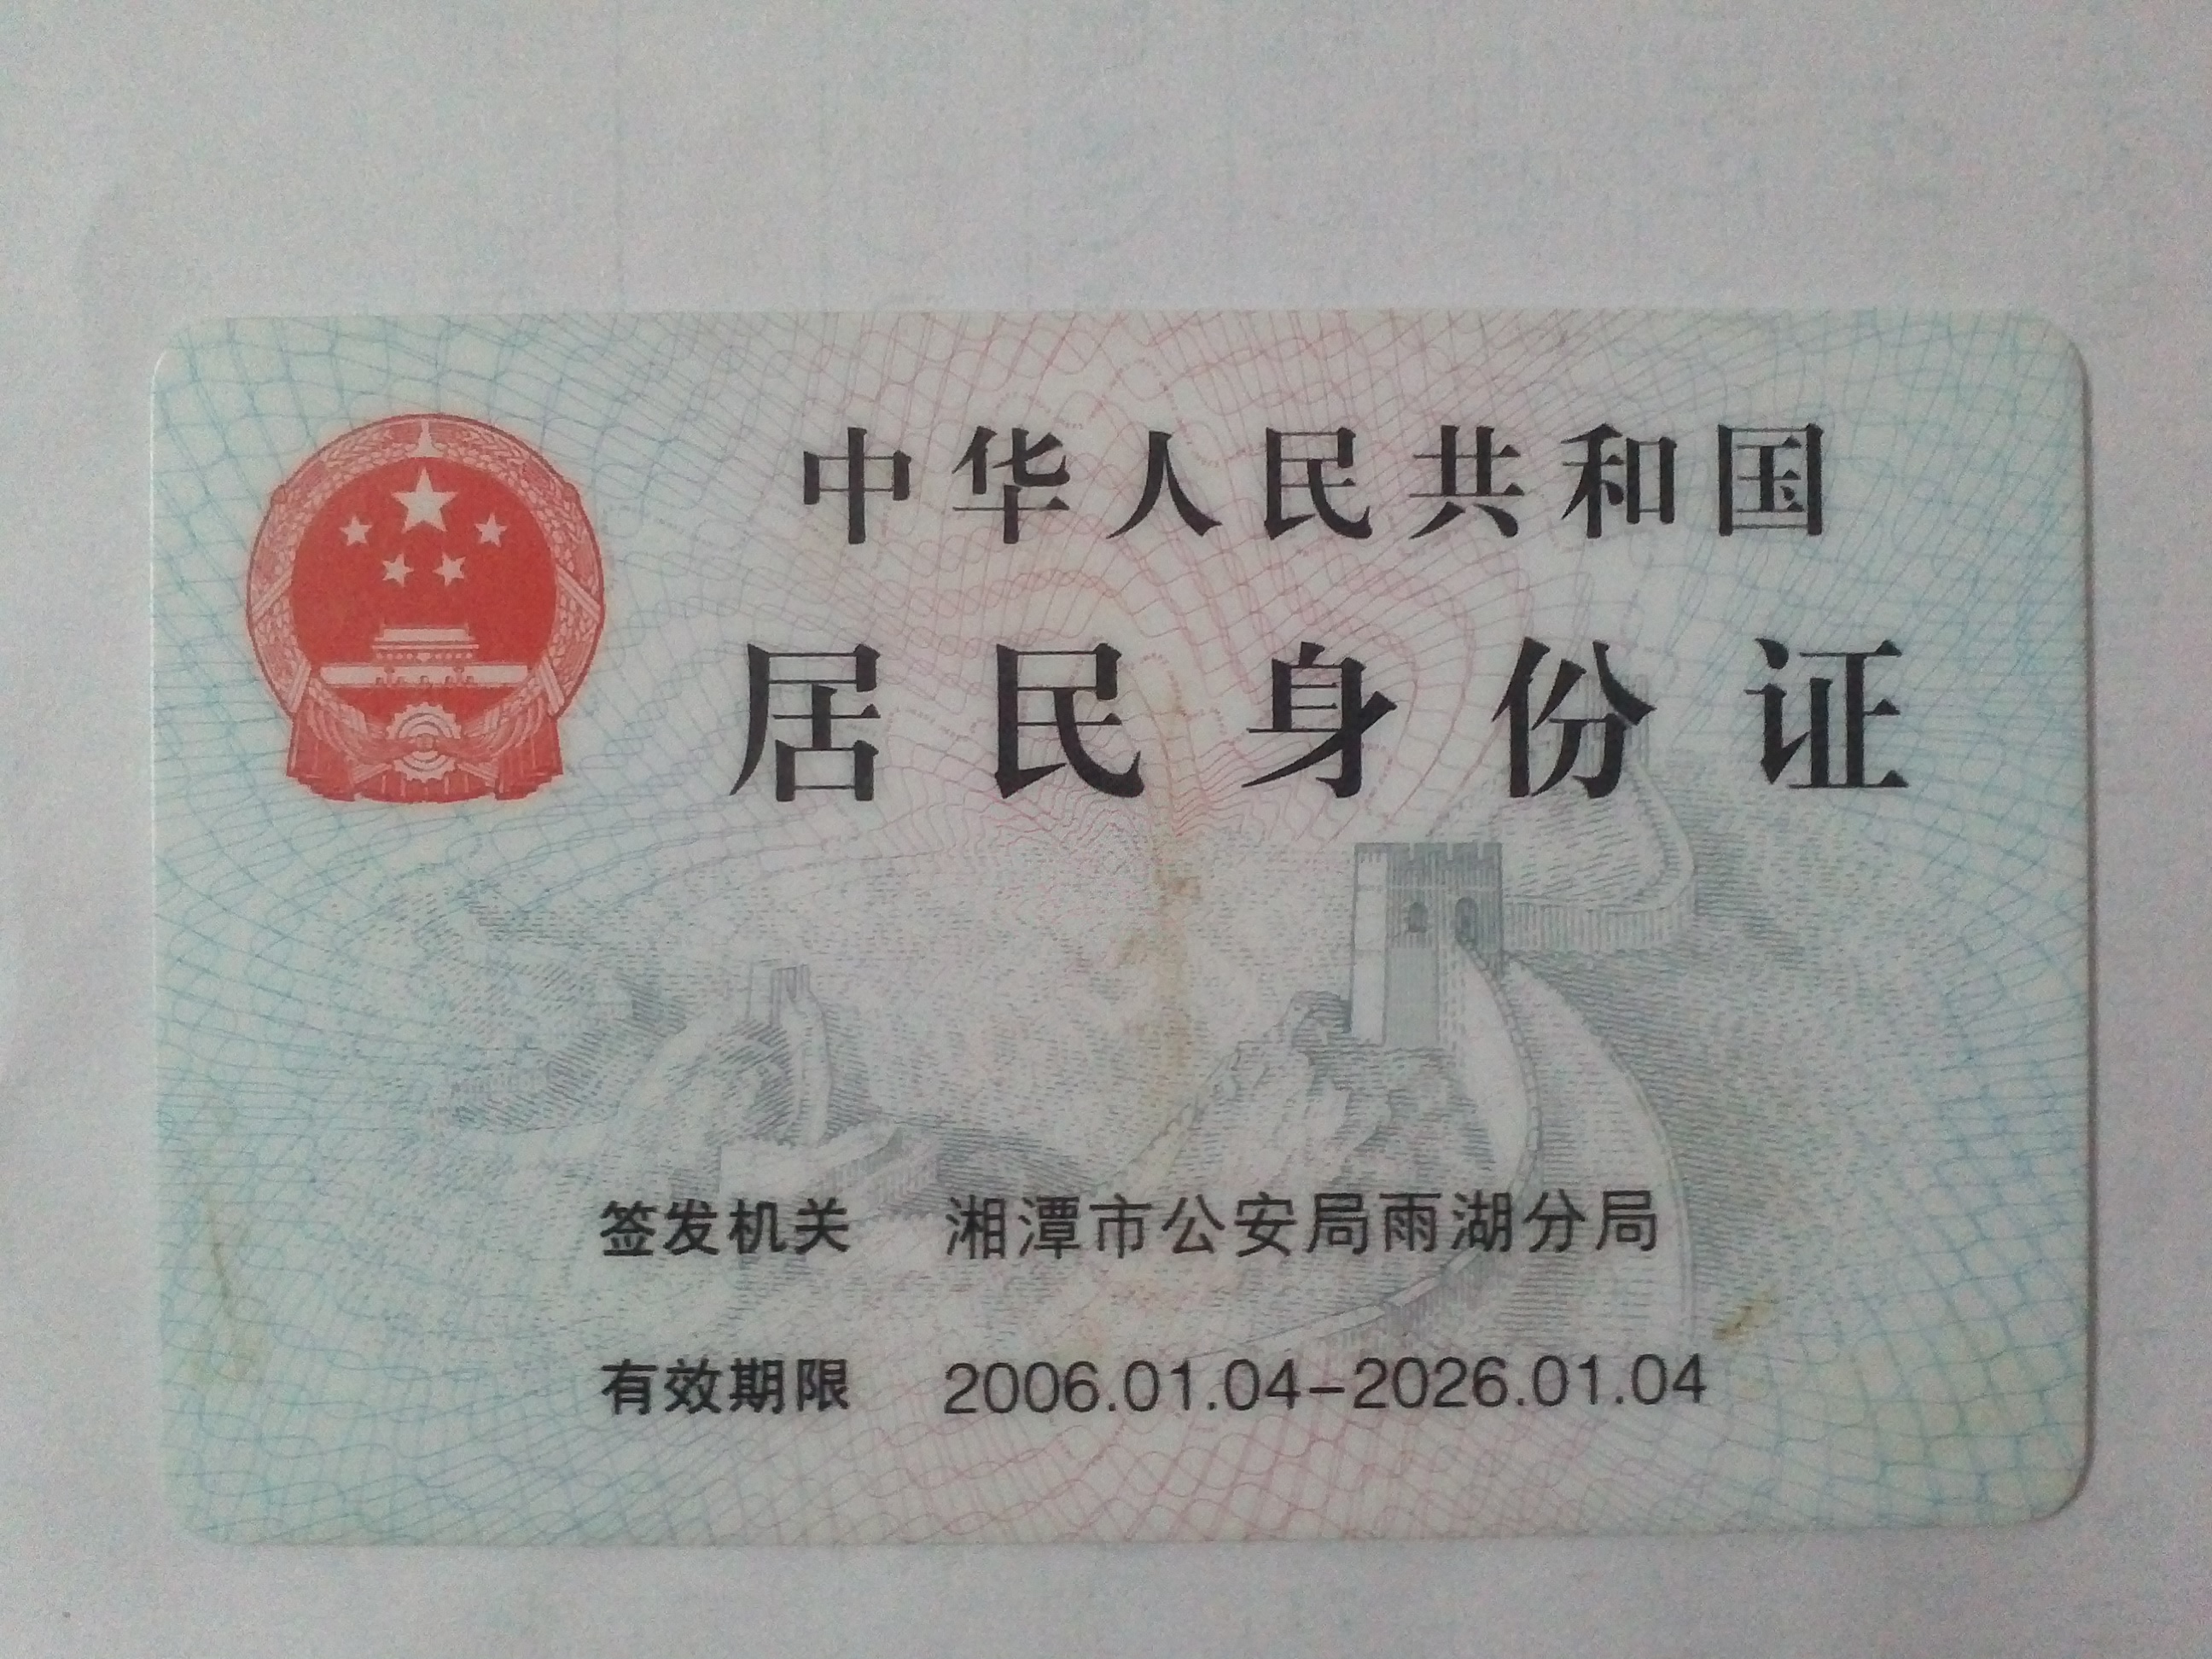 中华人民共和国
居民身份证
签发机关 湘潭市公安局雨湖分局
有效期限 2006.01.04-2026.01.04